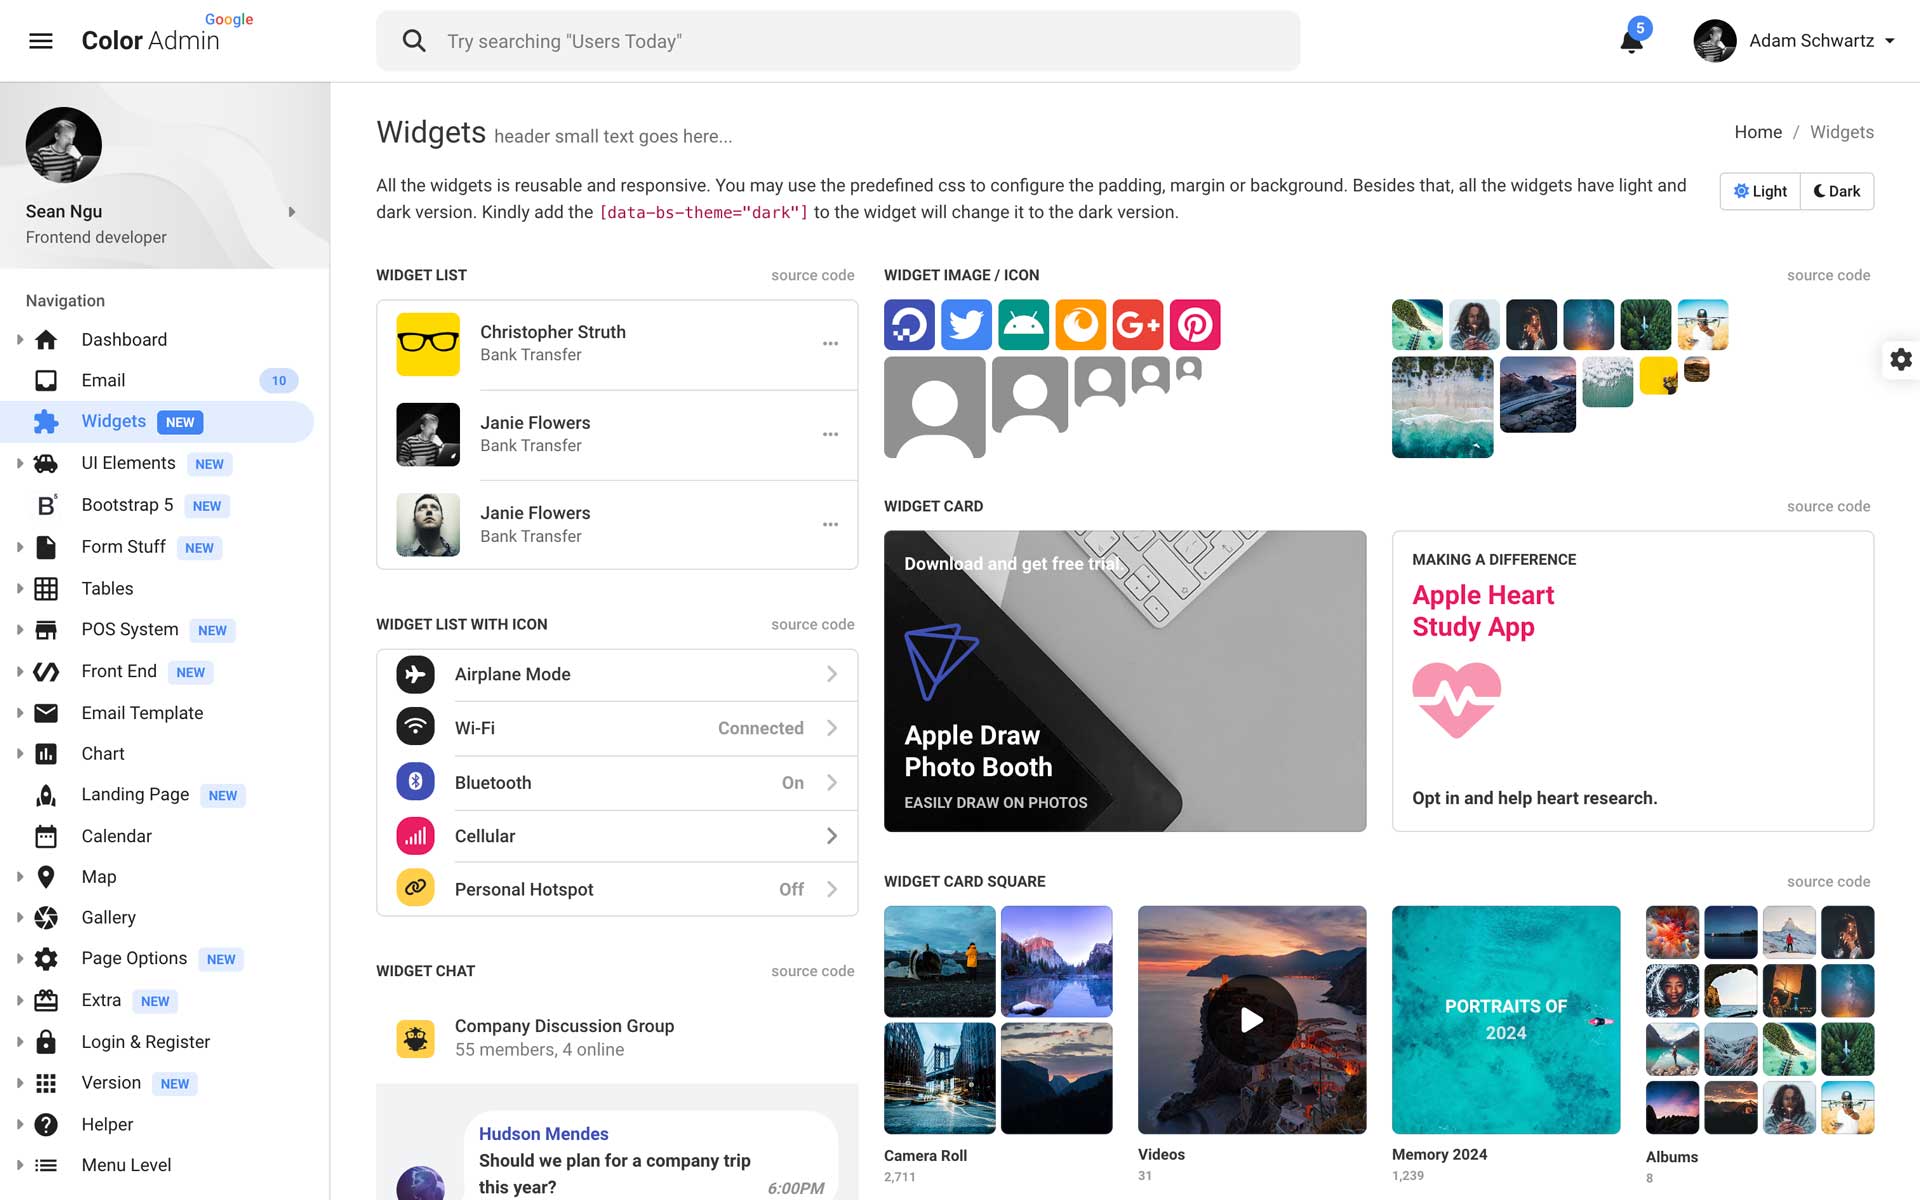 Google
Color Admin
Try searching "Users Today"
5
Adam Schwartz
Sean Ngu
Frontend developer
Navigation
Dashboard
Email 10
Widgets NEW
UI Elements NEW
B5 Bootstrap 5 NEW
Form Stuff NEW
Tables
POS System NEW
Front End NEW
Email Template
Chart
Landing Page NEW
Calendar
Map
Gallery
Page Options NEW
Extra NEW
Login & Register
Version NEW
Helper
Menu Level
Widgets header small text goes here...
Home / Widgets
All the widgets is reusable and responsive. You may use the predefined css to configure the padding, margin or background. Besides that, all the widgets have light and
dark version. Kindly add the [data-bs-theme="dark"] to the widget will change it to the dark version.
Light Dark
WIDGET LIST source code
Christopher Struth
Bank Transfer
Janie Flowers
Bank Transfer
Janie Flowers
Bank Transfer
WIDGET LIST WITH ICON source code
Airplane Mode
Wi-Fi Connected
Bluetooth On
Cellular
Personal Hotspot Off
WIDGET CHAT source code
Company Discussion Group
55 members, 4 online
Hudson Mendes
Should we plan for a company trip
this year?
6:00PM
WIDGET IMAGE / ICON source code
G+
WIDGET CARD source code
Download and get free trial.
Apple Draw
Photo Booth
EASILY DRAW ON PHOTOS
MAKING A DIFFERENCE
Apple Heart
Study App
Opt in and help heart research.
WIDGET CARD SQUARE source code
Camera Roll
2,711
Videos
31
PORTRAITS OF
2024
Memory 2024
1,239
Albums
8